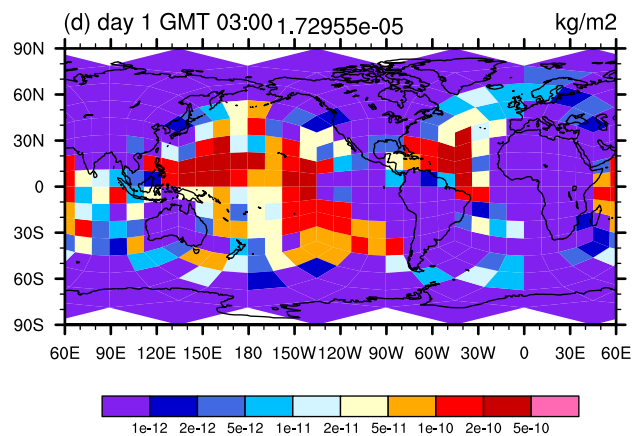 (d) day 1 GMT 03:00 1.72955e-05 kg/m2
90N
60N
30N
0
30S
60S
90S
60E 90E 120E 150E 180E 150W 120W 90W 60W 30W 0 30E 60E
1e-12 2e-12 5e-12 1e-11 2e-11 5e-11 1e-10 2e-10 5e-10